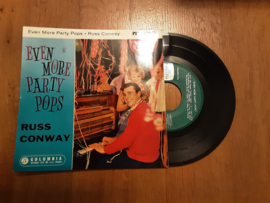 Even More Party Pops • Russ Conway
EVEN
MORE
PARTY
POPS
RUSS
CONWAY
COLUMBIA